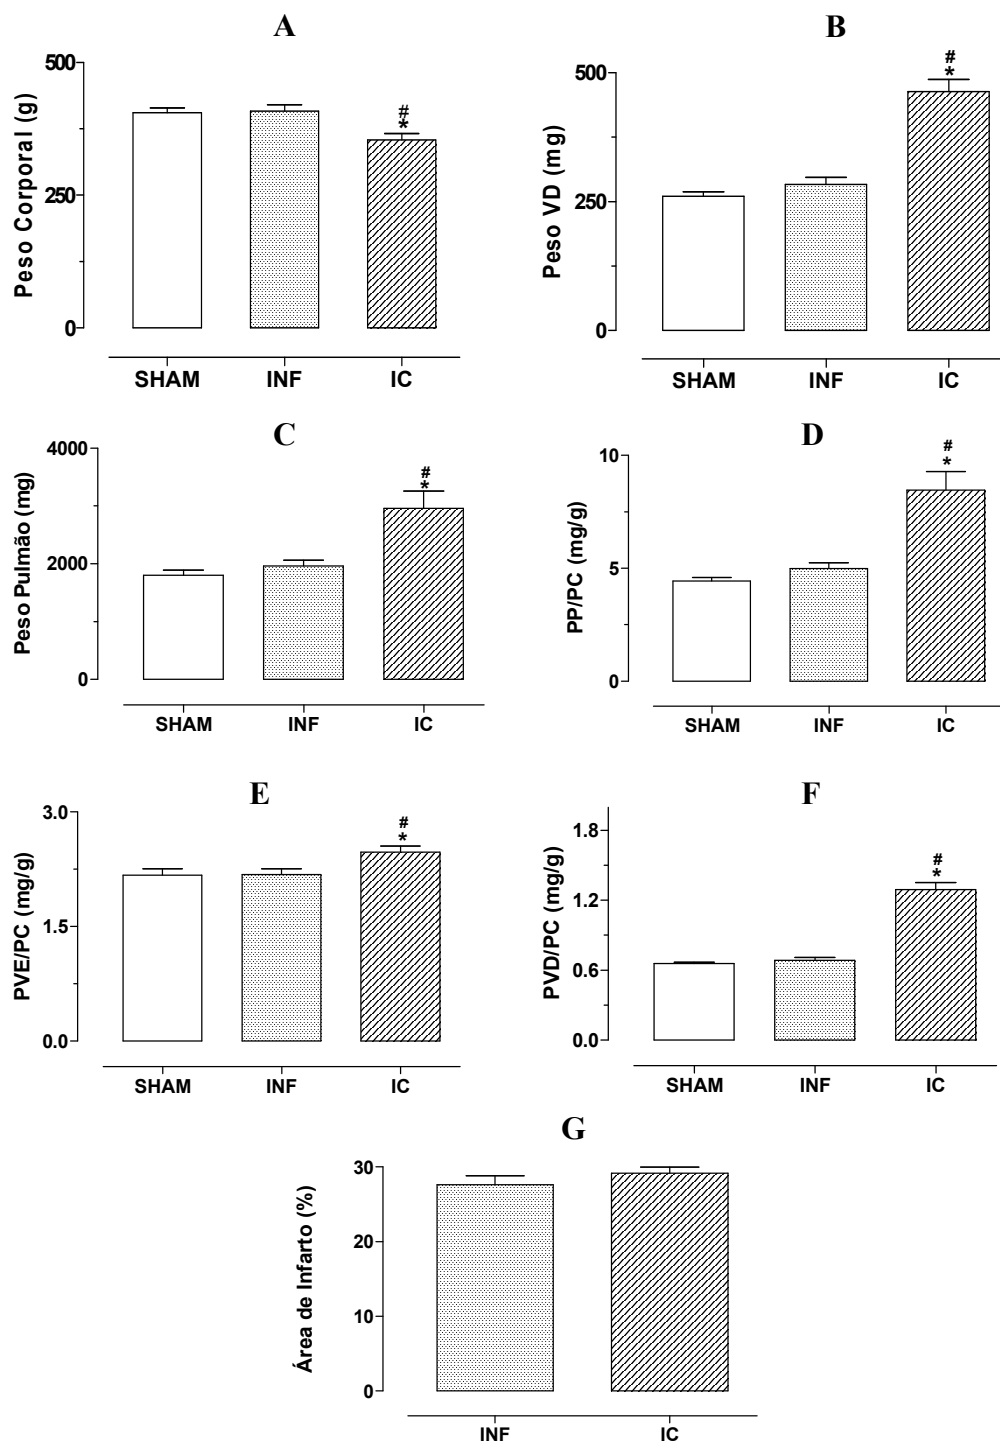 A
Peso Corporal (g)
500
250
0
#
*
SHAM INF IC
B
Peso VD (mg)
500
250
0
#
*
SHAM INF IC
C
Peso Pulmão (mg)
4000
2000
0
#
*
SHAM INF IC
D
PP/PC (mg/g)
10
5
0
#
*
SHAM INF IC
E
PVE/PC (mg/g)
3.0
1.5
0.0
#
*
SHAM INF IC
F
PVD/PC (mg/g)
1.8
1.2
0.6
0.0
#
*
SHAM INF IC
G
Área de Infarto (%)
30
20
10
0
INF IC